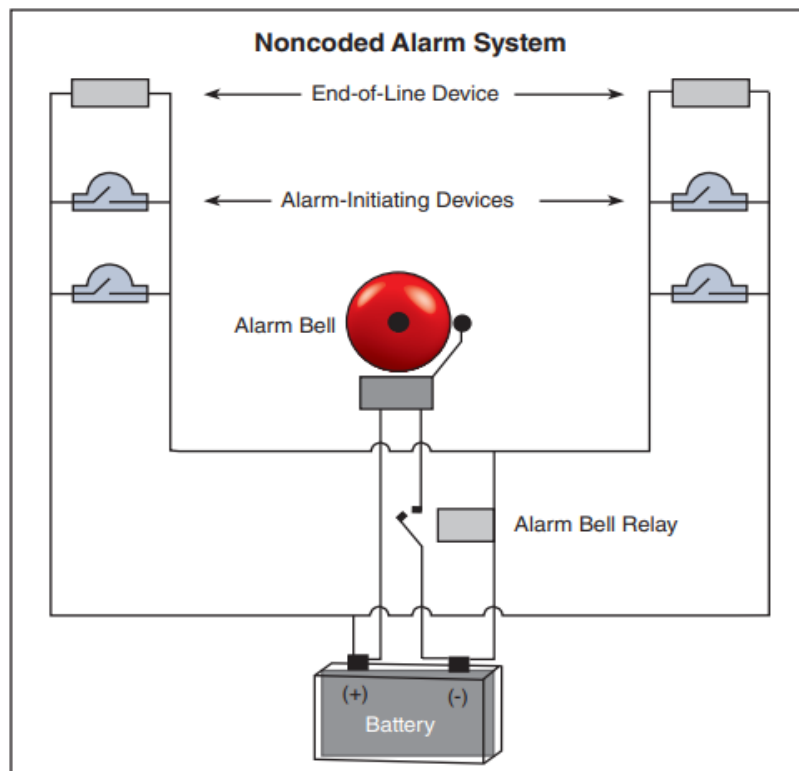 Noncoded Alarm System
End-of-Line Device
Alarm-Initiating Devices
Alarm Bell
Alarm Bell Relay
(+) (-)
Battery